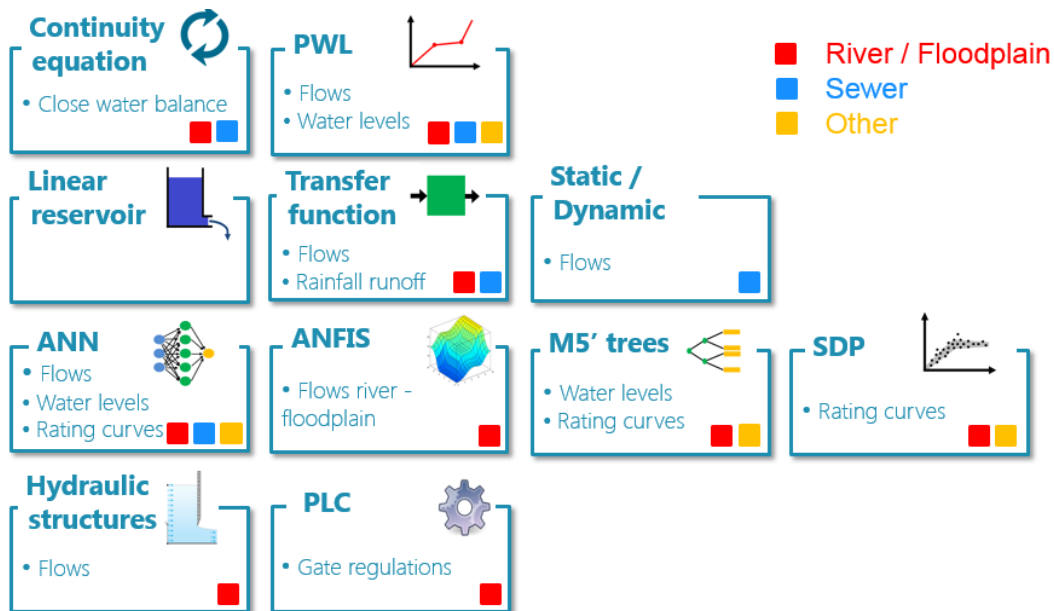 Continuity
equation
• Close water balance
PWL
• Flows
• Water levels
River / Floodplain
Sewer
Other
Linear
reservoir
Transfer
function
• Flows
• Rainfall runoff
Static /
Dynamic
• Flows
ANN
• Flows
• Water levels
• Rating curves
ANFIS
• Flows river -
floodplain
M5’ trees
• Water levels
• Rating curves
SDP
• Rating curves
Hydraulic
structures
• Flows
PLC
• Gate regulations